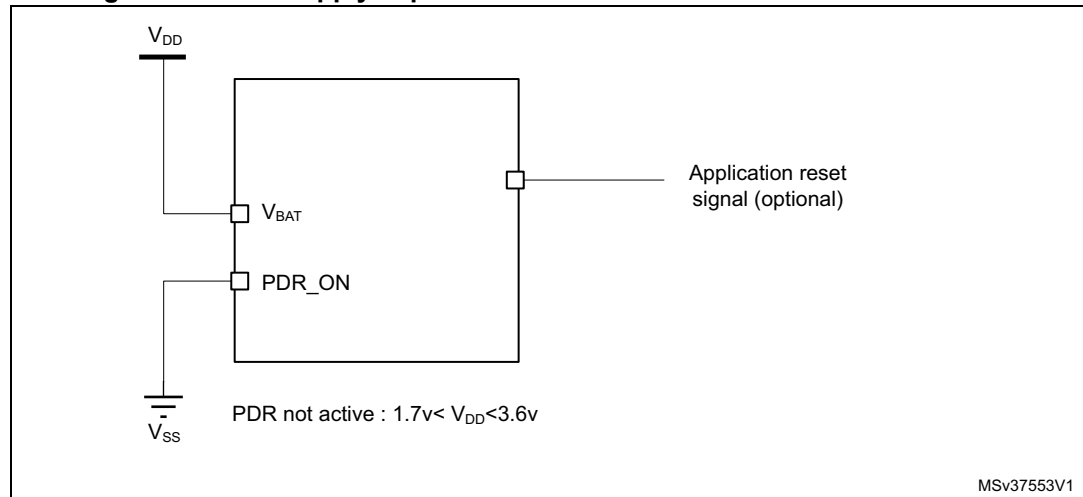 VDD
VBAT
Application reset
signal (optional)
PDR_ON
VSS
PDR not active : 1.7v< VDD<3.6v
MSv37553V1